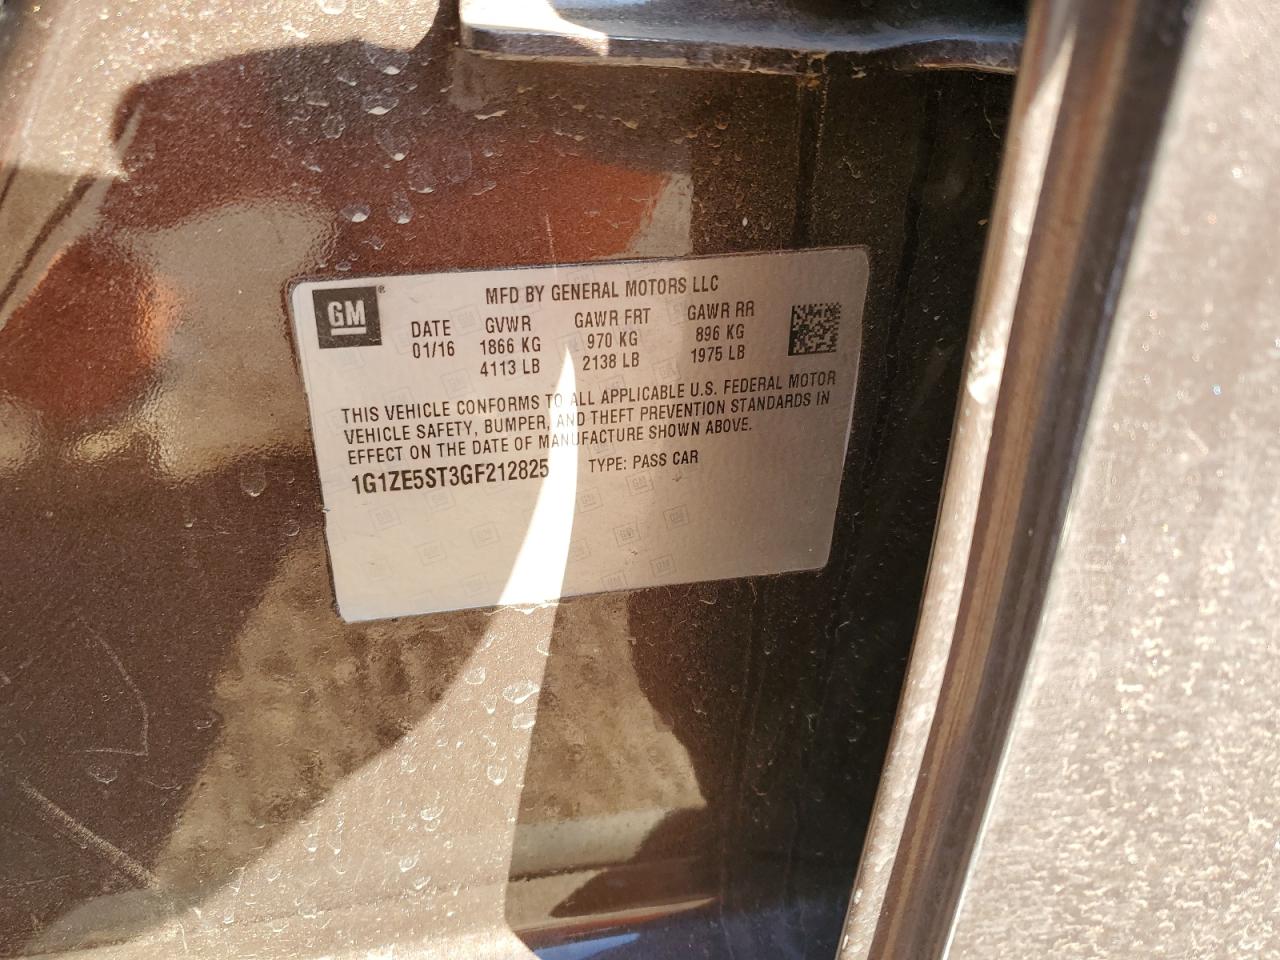 GM®
MFD BY GENERAL MOTORS LLC
DATE GVWR GAWR FRT GAWR RR
01/16 1866 KG 970 KG 896 KG
4113 LB 2138 LB 1975 LB
THIS VEHICLE CONFORMS TO ALL APPLICABLE U.S. FEDERAL MOTOR
VEHICLE SAFETY, BUMPER, AND THEFT PREVENTION STANDARDS IN
EFFECT ON THE DATE OF MANUFACTURE SHOWN ABOVE.
1G1ZE5ST3GF212825 TYPE: PASS CAR